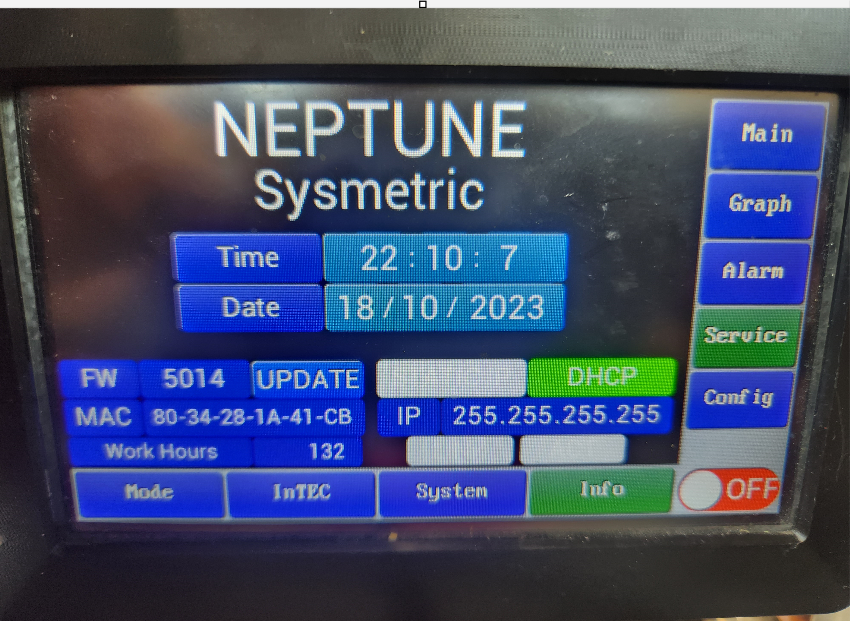 NEPTUNE
Sysmetric
Main
Graph
Alarm
Service
Config
Time 22 : 10 : 7
Date 18 / 10 / 2023
FW 5014 UPDATE DHCP
MAC 80-34-28-1A-41-CB IP 255.255.255.255
Work Hours 132
Mode InTEC System Info OFF